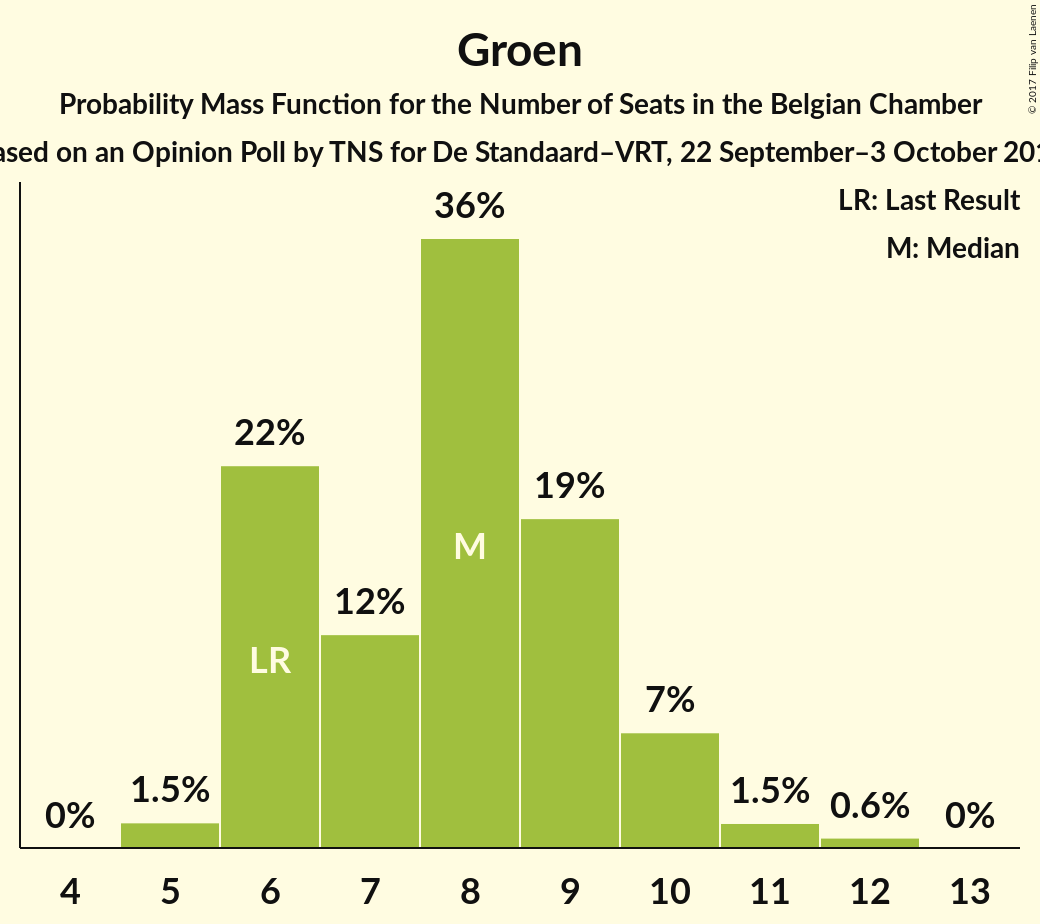 Groen
Probability Mass Function for the Number of Seats in the Belgian Chamber
ased on an Opinion Poll by TNS for De Standaard–VRT, 22 September–3 October 201
© 2017 Filip van Laenen
LR: Last Result
M: Median
36%
22%
19%
M
12%
LR
7%
1.5%
1.5%
0.6%
0%
0%
4 5 6 7 8 9 10 11 12 13